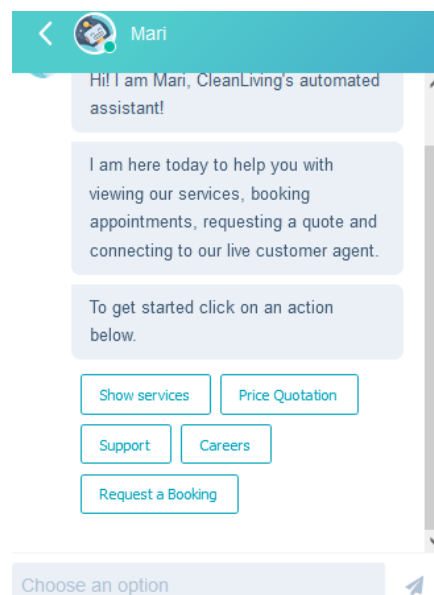 Mari
Hi! I am Mari, CleanLiving's automated
assistant!
I am here today to help you with
viewing our services, booking
appointments, requesting a quote and
connecting to our live customer agent.
To get started click on an action
below.
Show services
Price Quotation
Support
Careers
Request a Booking
Choose an option